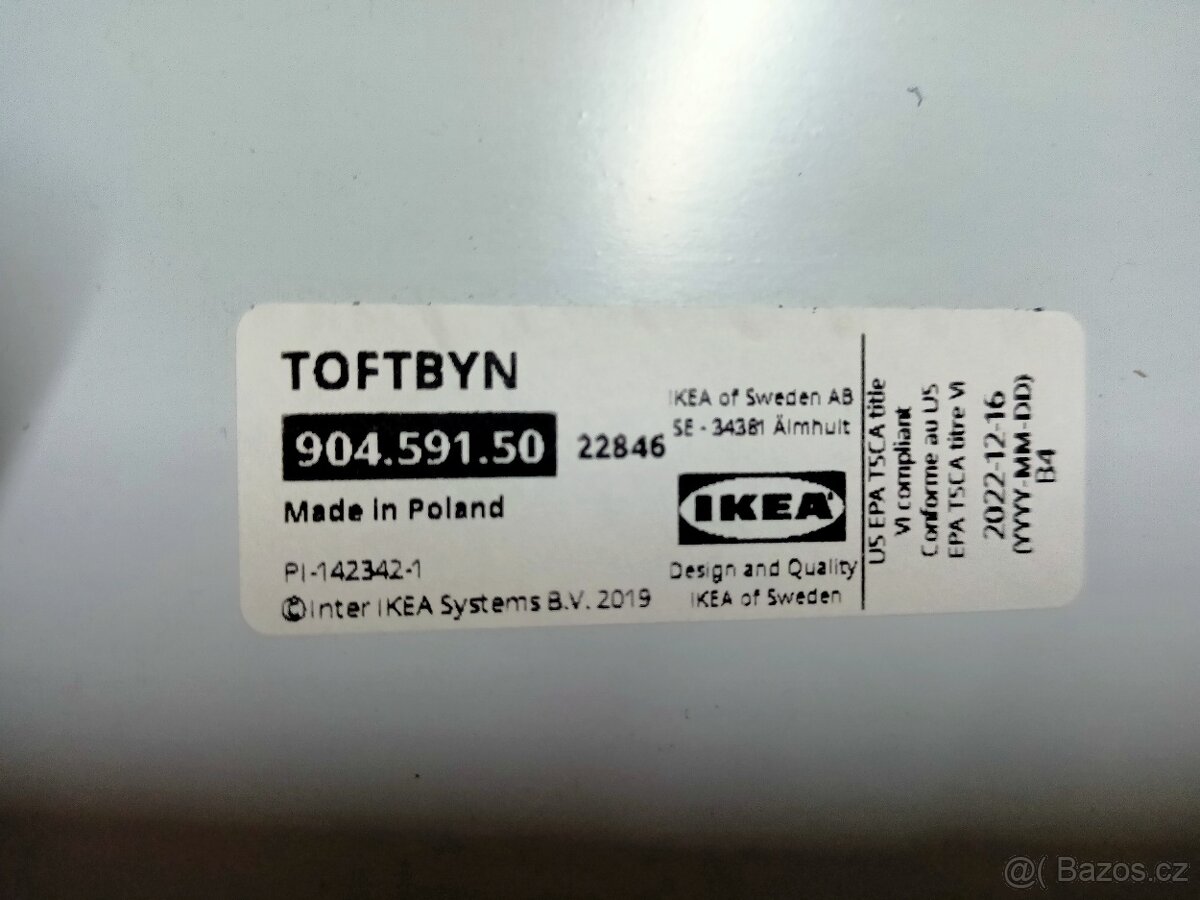 TOFTBYN
904.591.50 22846
Made in Poland
PI-142342-1
©Inter IKEA Systems B.V. 2019
IKEA of Sweden AB
SE - 34381 Älmhult
IKEA
Design and Quality
IKEA of Sweden
US EPA TSCA title
VI compliant
Conforme au US
EPA TSCA titre VI
2022-12-16
(YYYY-MM-DD)
B4
@( Bazos.cz